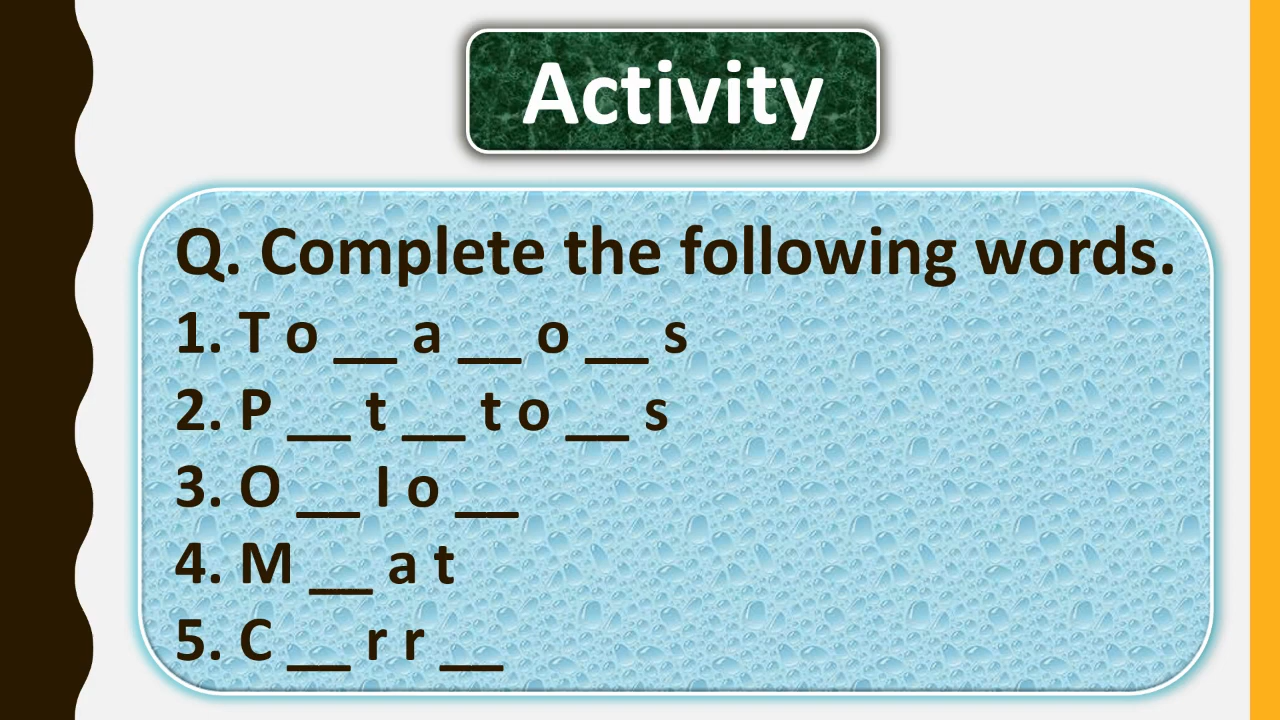 Activity
Q. Complete the following words.
1. T o __ a __ o __ s
2. P __ t __ t o __ s
3. O __ l o __
4. M __ a t
5. C __ r r __